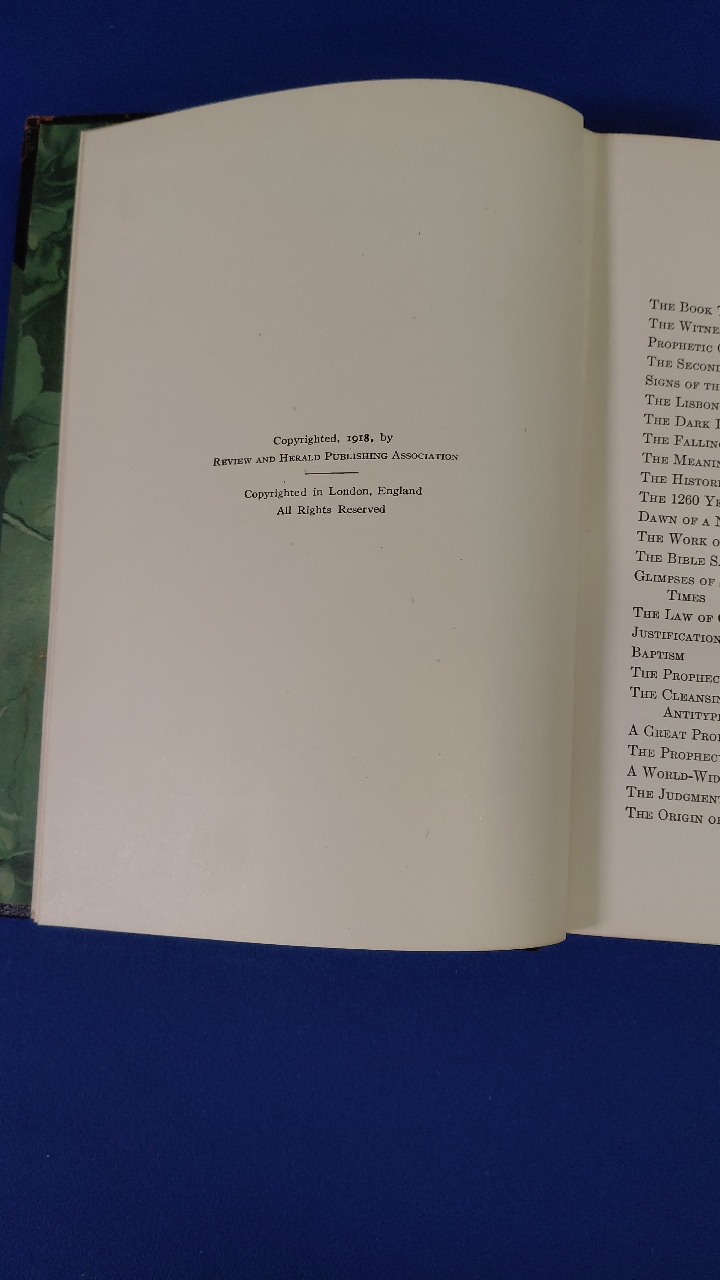 Copyrighted, 1918, by
REVIEW AND HERALD PUBLISHING ASSOCIATION
Copyrighted in London, England
All Rights Reserved
THE BOOK
THE
PROPHETIC
THE
SIGNS OF
THE LISBON
THE DARK
THE
THE
THE
THE 1260
DAWN OF A
THE WORK
THE BIBLE
GLIMPSES OF
TIMES
THE LAW OF
JUSTIFICATION
BAPTISM
THE
THE
A GREAT
THE
A
THE JUDGMENT
THE ORIGIN